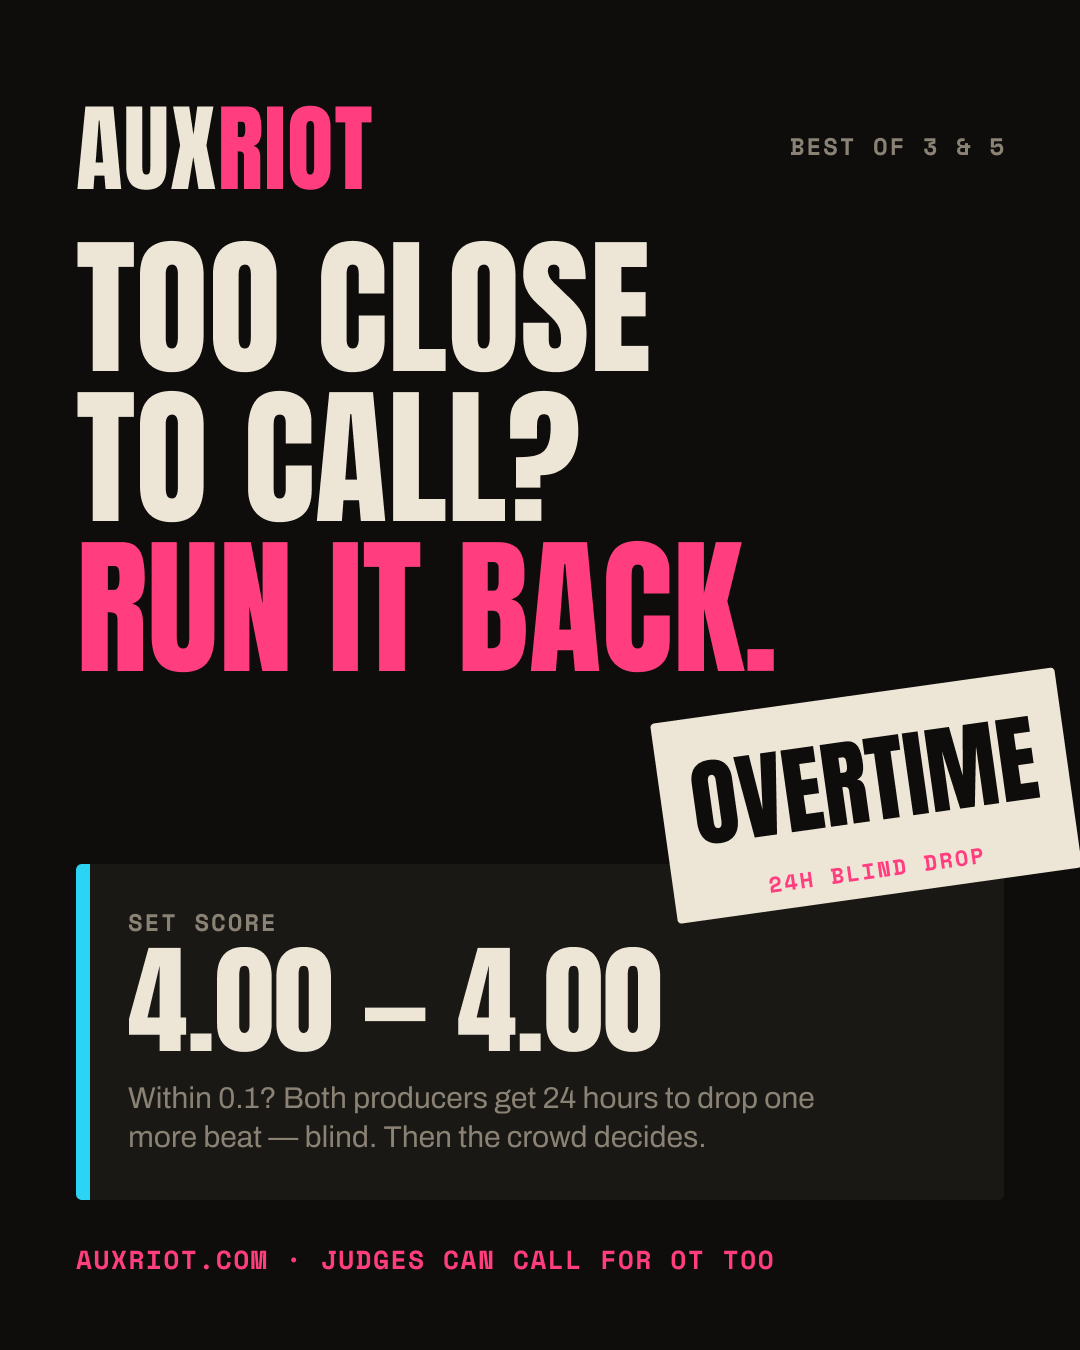 AUXRIOT
BEST OF 3 & 5
TOO CLOSE
TO CALL?
RUN IT BACK.
OVERTIME
24H BLIND DROP
SET SCORE
4.00 — 4.00
Within 0.1? Both producers get 24 hours to drop one
more beat — blind. Then the crowd decides.
AUXRIOT.COM · JUDGES CAN CALL FOR OT TOO